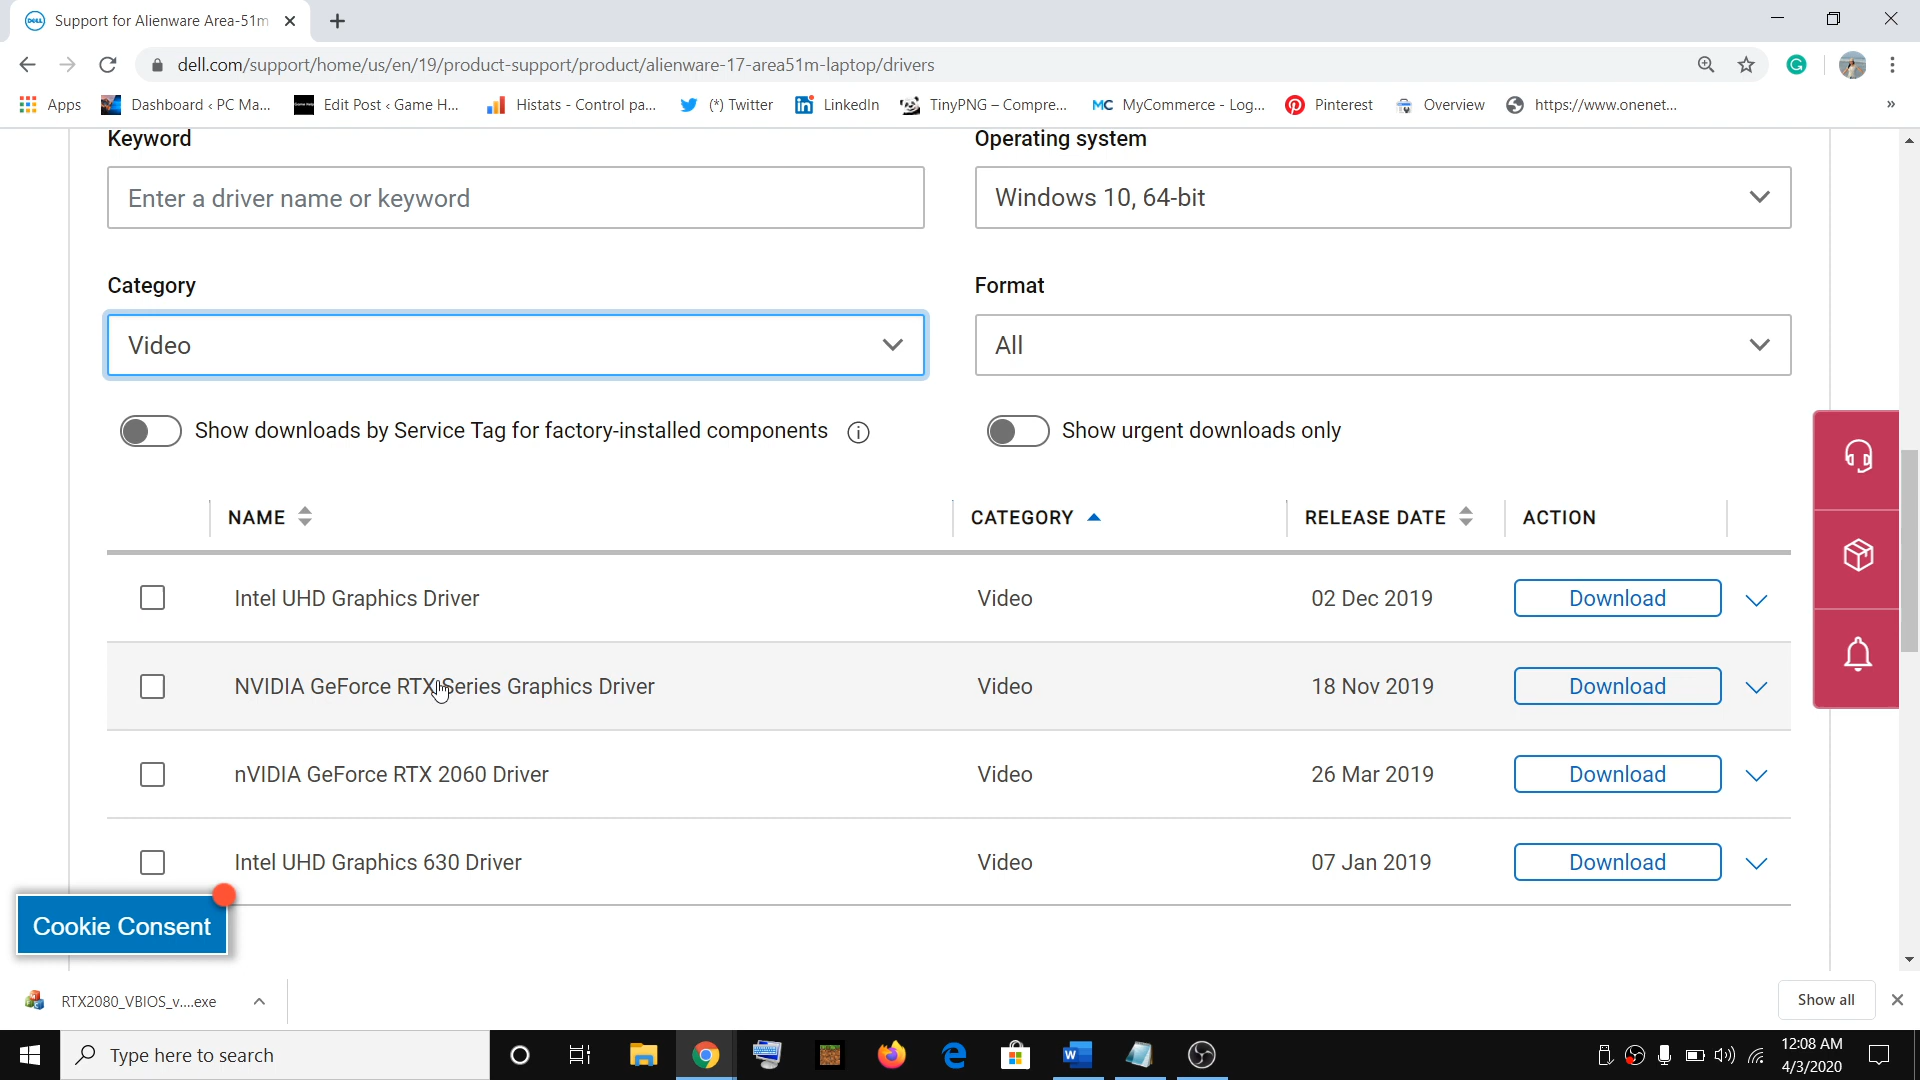 Support for Alienware Area-51m
dell.com/support/home/us/en/19/product-support/product/alienware-17-area51m-laptop/drivers
Apps Dashboard ‹ PC Ma... Edit Post ‹ Game H... Histats - Control pa... (*) Twitter LinkedIn TinyPNG – Compre... MyCommerce - Log... Pinterest Overview https://www.onenet... »
Keyword Operating system
Enter a driver name or keyword Windows 10, 64-bit
Category Format
Video All
Show downloads by Service Tag for factory-installed components Show urgent downloads only
NAME CATEGORY RELEASE DATE ACTION
Intel UHD Graphics Driver Video 02 Dec 2019 Download
NVIDIA GeForce RTX Series Graphics Driver Video 18 Nov 2019 Download
nVIDIA GeForce RTX 2060 Driver Video 26 Mar 2019 Download
Intel UHD Graphics 630 Driver Video 07 Jan 2019 Download
Cookie Consent
RTX2080_VBIOS_v....exe Show all
Type here to search 12:08 AM
4/3/2020